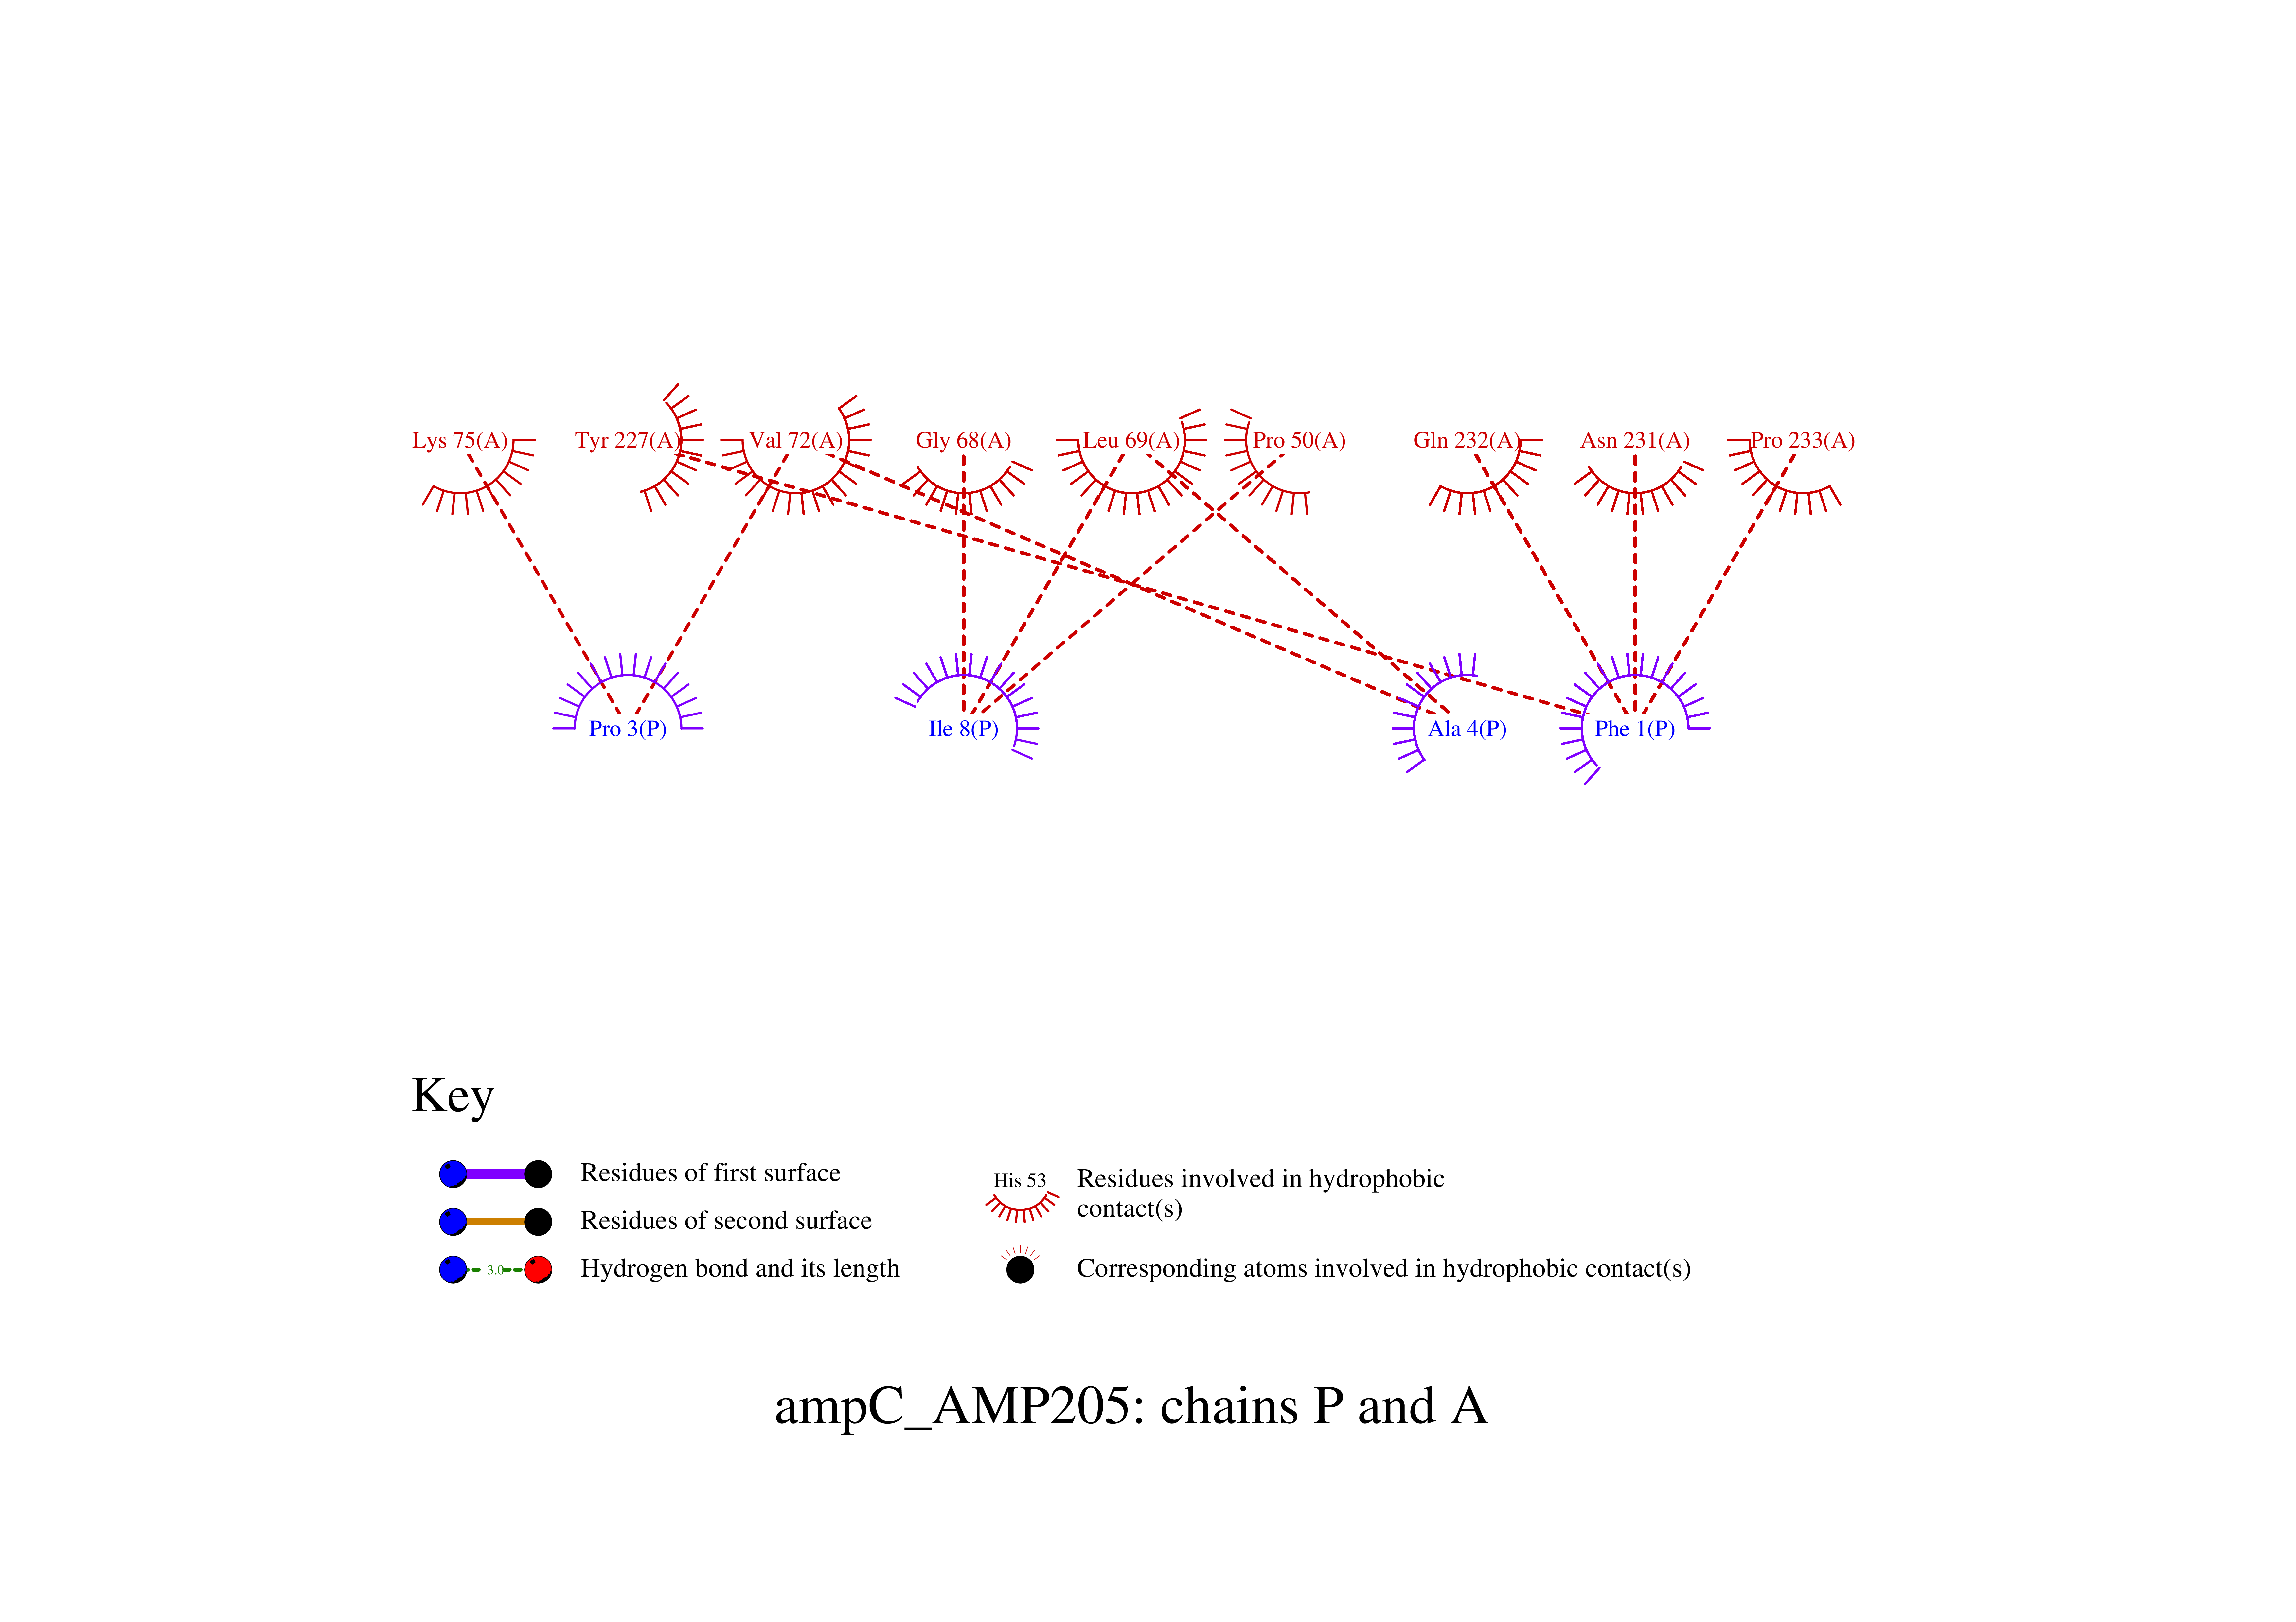 Lys 75(A) Tyr 227(A) Val 72(A) Gly 68(A) Leu 69(A) Pro 50(A) Gln 232(A) Asn 231(A) Pro 233(A)
Pro 3(P) Ile 8(P) Ala 4(P) Phe 1(P)
Key
Residues of first surface
Residues of second surface
3.0 Hydrogen bond and its length
His 53 Residues involved in hydrophobic
contact(s)
Corresponding atoms involved in hydrophobic contact(s)
ampC_AMP205: chains P and A